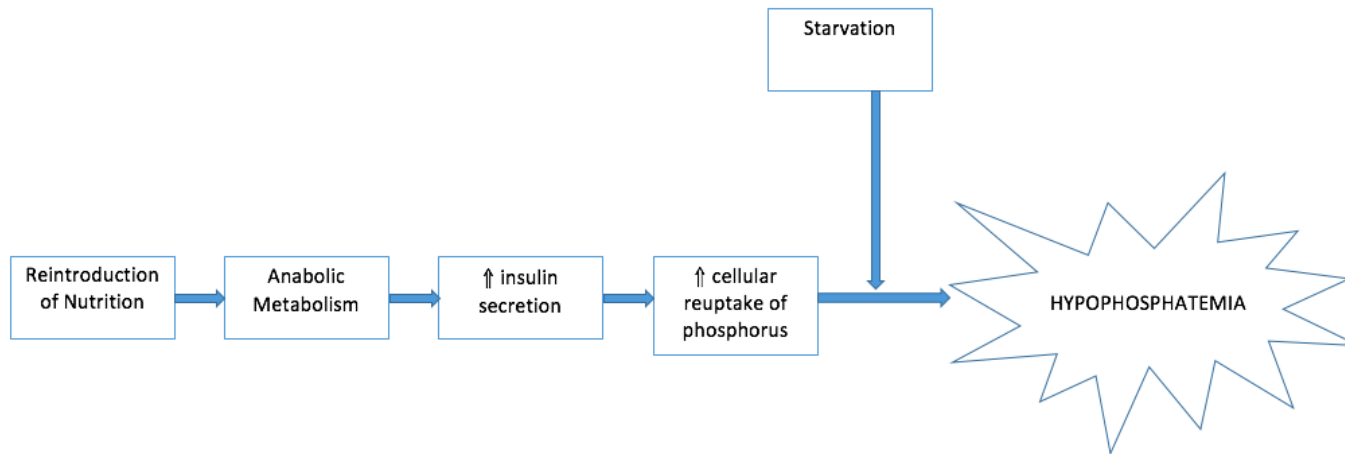 Starvation
Reintroduction
of Nutrition
Anabolic
Metabolism
⇑ insulin
secretion
⇑ cellular
reuptake of
phosphorus
HYPOPHOSPHATEMIA